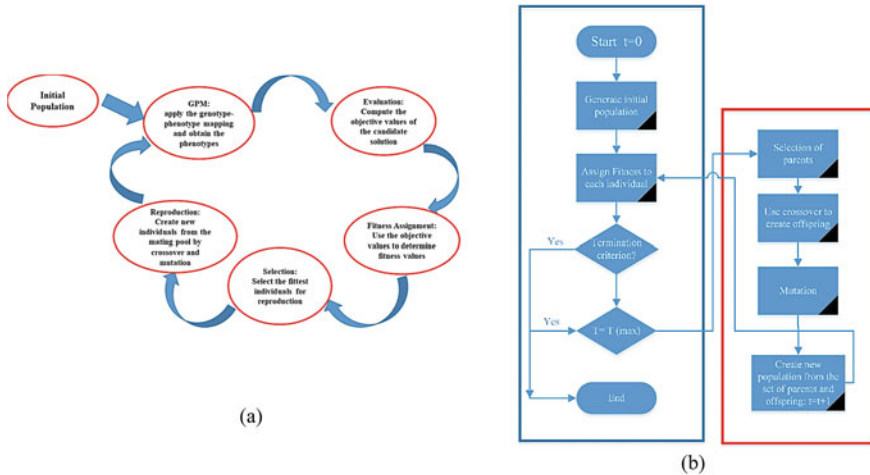 Initial
Population
GPM:
apply the genotype-
phenotype mapping
and obtain the
phenotypes
Evaluation:
Compute the
objective values of
the candidate
solution
Fitness Assignment:
Use the objective
values to determine
fitness values
Selection:
Select the fittest
individuals for
reproduction
Reproduction:
Create new
individuals from the
mating pool by
crossover and
mutation
(a)
Start t=0
Generate initial
population
Assign Fitness to
each individual
Termination
criterion?
Yes
T= T (max)
Yes
End
Selection of
parents
Use crossover to
create offspring
Mutation
Create new
population from the
set of parents and
offspring: t=t+1
(b)